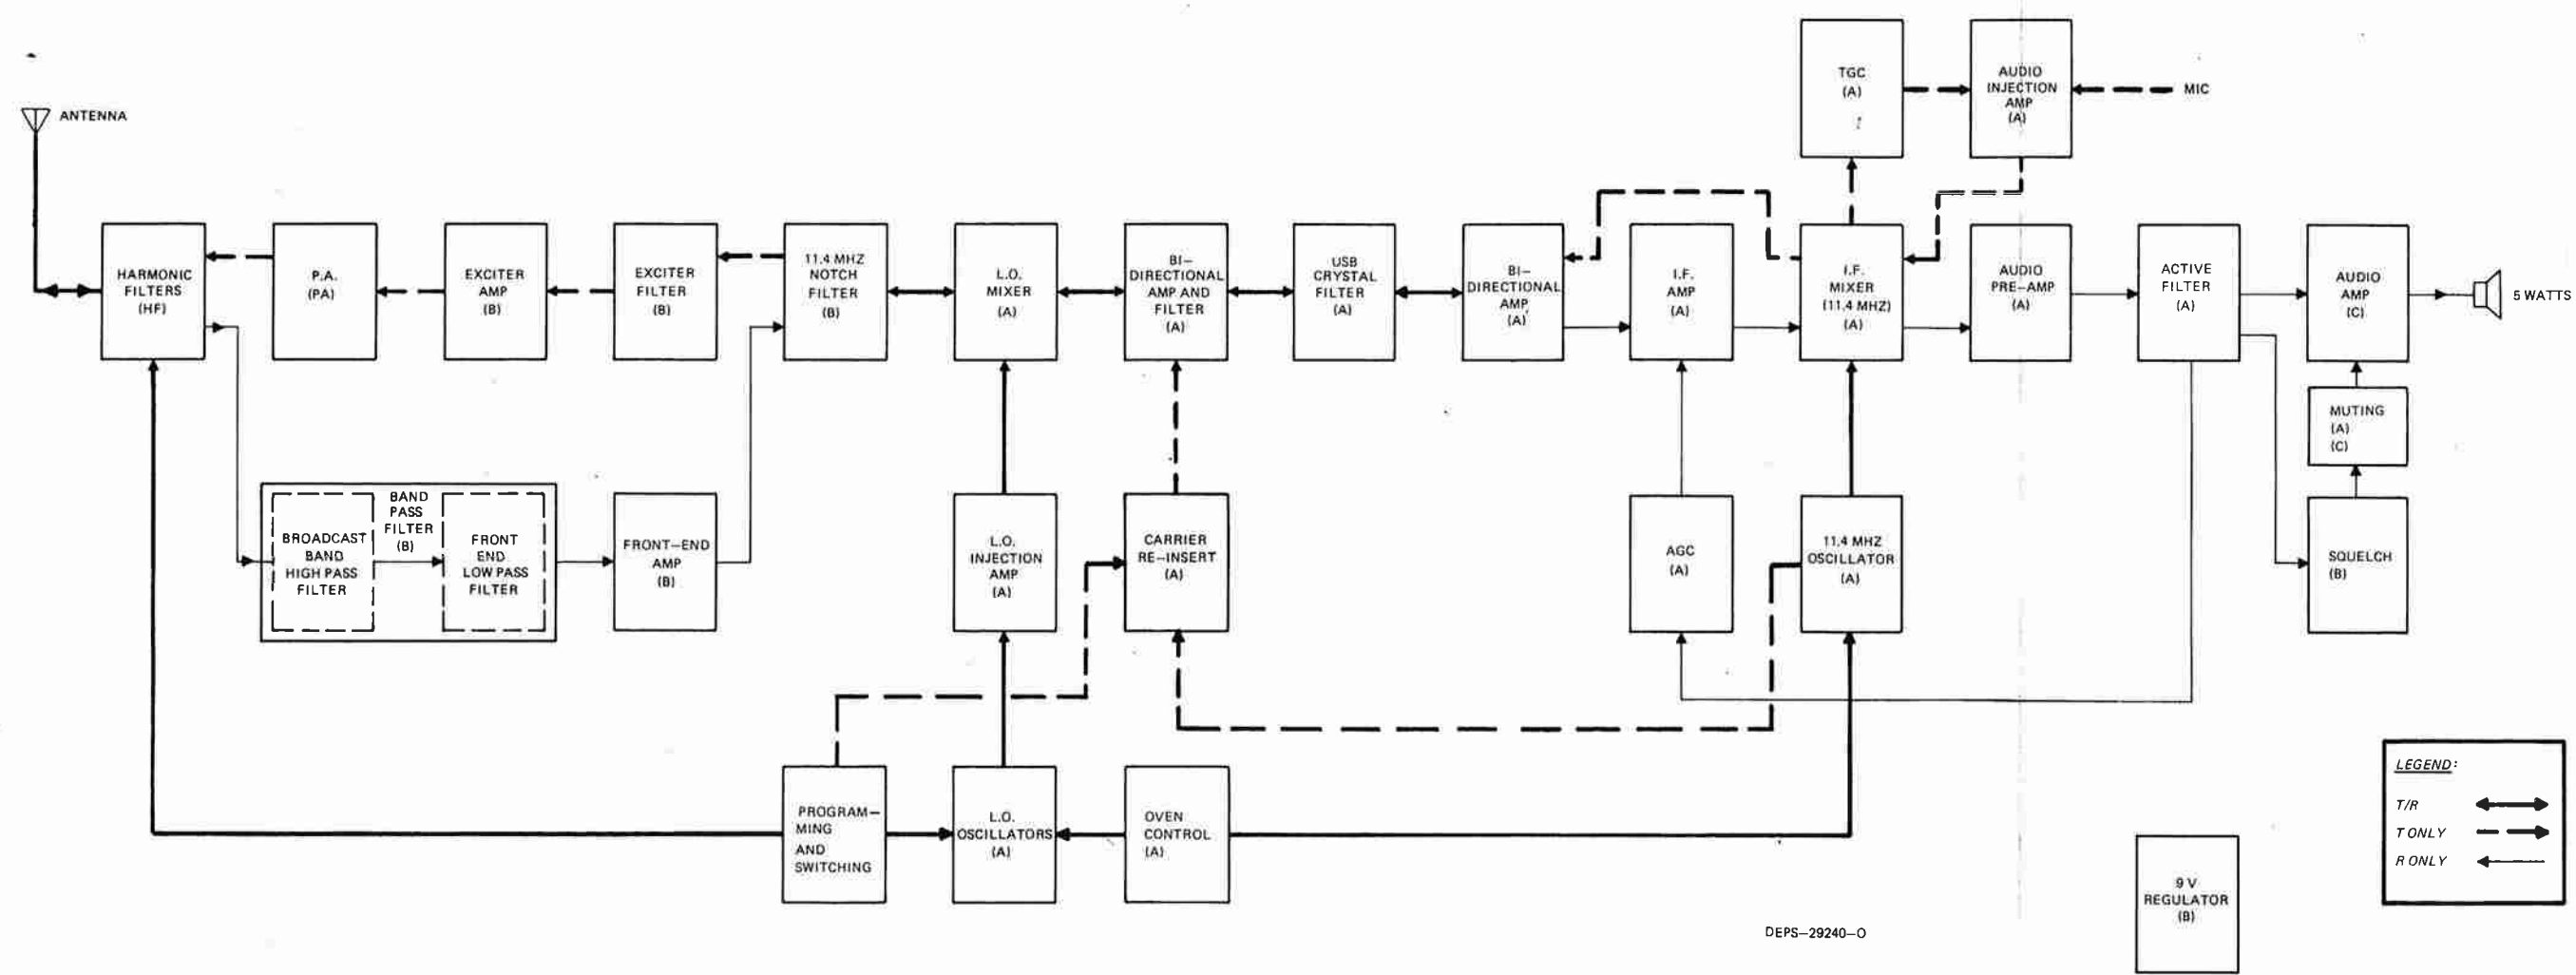 TGC
(A)
AUDIO
INJECTION
AMP
(A)
MIC
ANTENNA
HARMONIC
FILTERS
(HF)
P.A.
(PA)
EXCITER
AMP
(B)
EXCITER
FILTER
(B)
11.4 MHZ
NOTCH
FILTER
(B)
L.O.
MIXER
(A)
BI–
DIRECTIONAL
AMP AND
FILTER
(A)
USB
CRYSTAL
FILTER
(A)
BI–
DIRECTIONAL
AMP
(A)
I.F.
AMP
(A)
I.F.
MIXER
(11.4 MHZ)
(A)
AUDIO
PRE–AMP
(A)
ACTIVE
FILTER
(A)
AUDIO
AMP
(C)
5 WATTS
MUTING
(A)
(C)
BROADCAST
BAND
HIGH PASS
FILTER
BAND
PASS
FILTER
(B)
FRONT
END
LOW PASS
FILTER
FRONT–END
AMP
(B)
L.O.
INJECTION
AMP
(A)
CARRIER
RE–INSERT
(A)
AGC
(A)
11.4 MHZ
OSCILLATOR
(A)
SQUELCH
(B)
PROGRAM–
MING
AND
SWITCHING
L.O.
OSCILLATORS
(A)
OVEN
CONTROL
(A)
LEGEND:
T/R
T ONLY
R ONLY
9 V
REGULATOR
(B)
DEPS–29240–O